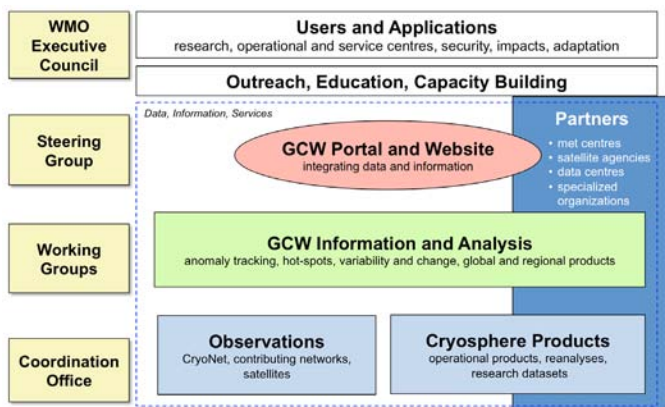 WMO
Executive
Council
Users and Applications
research, operational and service centres, security, impacts, adaptation
Outreach, Education, Capacity Building
Data, Information, Services
Partners
• met centres
• satellite agencies
• data centres
• specialized
organizations
Steering
Group
GCW Portal and Website
integrating data and information
Working
Groups
GCW Information and Analysis
anomaly tracking, hot-spots, variability and change, global and regional products
Coordination
Office
Observations
CryoNet, contributing networks,
satellites
Cryosphere Products
operational products, reanalyses,
research datasets